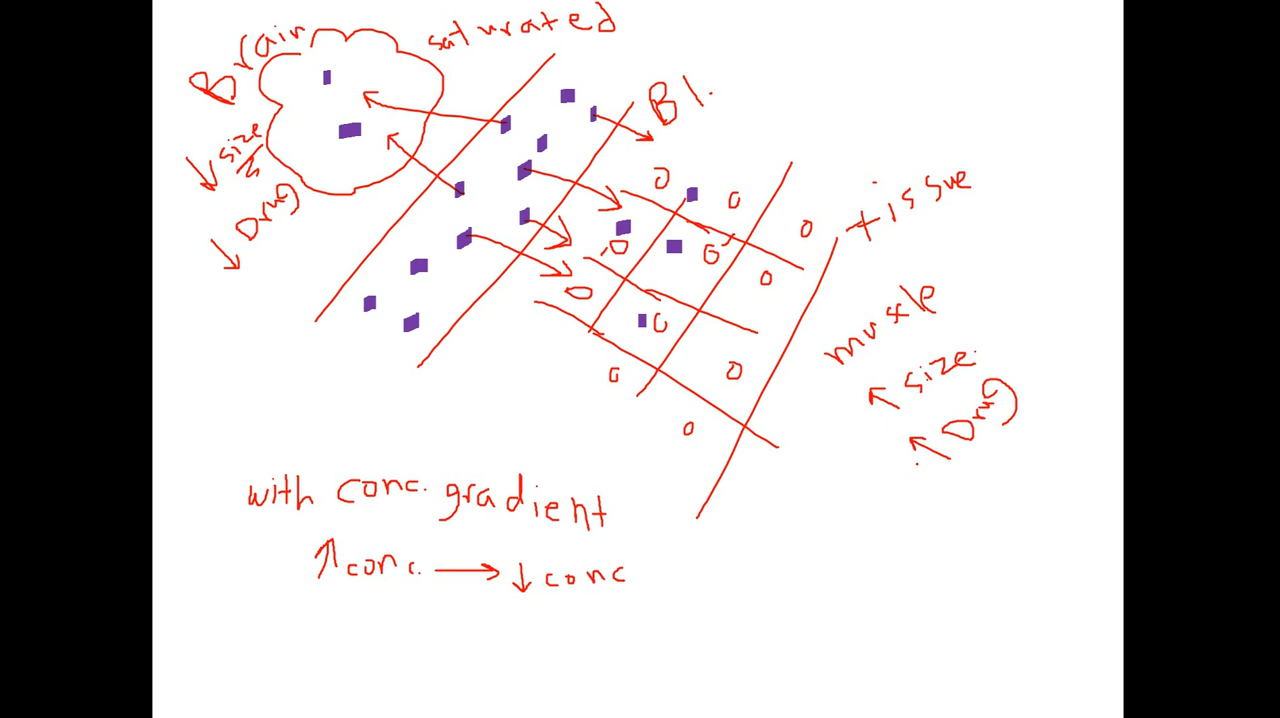 Brain
saturated
Bl.
↓ size
↓ Drug
tissue
muscle
↑ size
↑ Drug
with conc. gradient
↑ conc. → ↓ conc